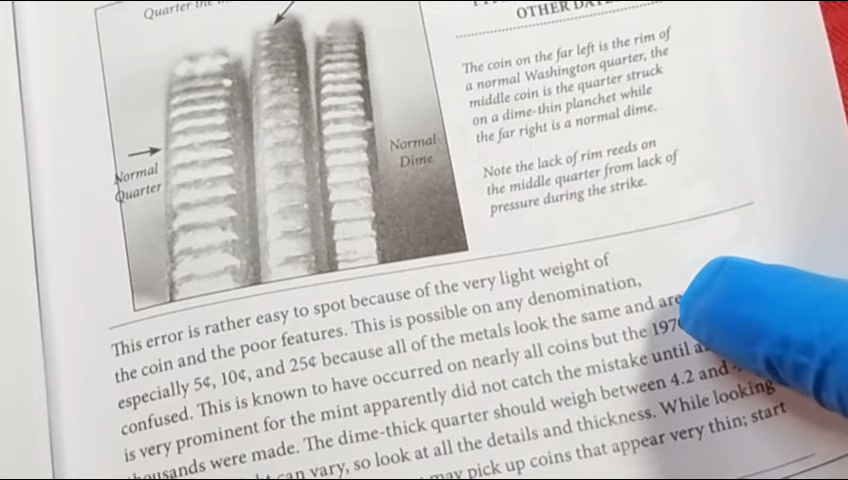 Quarter
OTHER
The coin on the far left is the rim of
a normal Washington quarter, the
middle coin is the quarter struck
on a dime-thin planchet while
the far right is a normal dime.
Note the lack of rim reeds on
the middle quarter from lack of
pressure during the strike.
Normal
Quarter
Normal
Dime
This error is rather easy to spot because of the very light weight of
the coin and the poor features. This is possible on any denomination,
especially 5¢, 10¢, and 25¢ because all of the metals look the same and are
confused. This is known to have occurred on nearly all coins but the
is very prominent for the mint apparently did not catch the mistake until
were made. The dime-thick quarter should weigh between 4.2 and
can vary, so look at all the details and thickness. While looking
may pick up coins that appear very thin; start